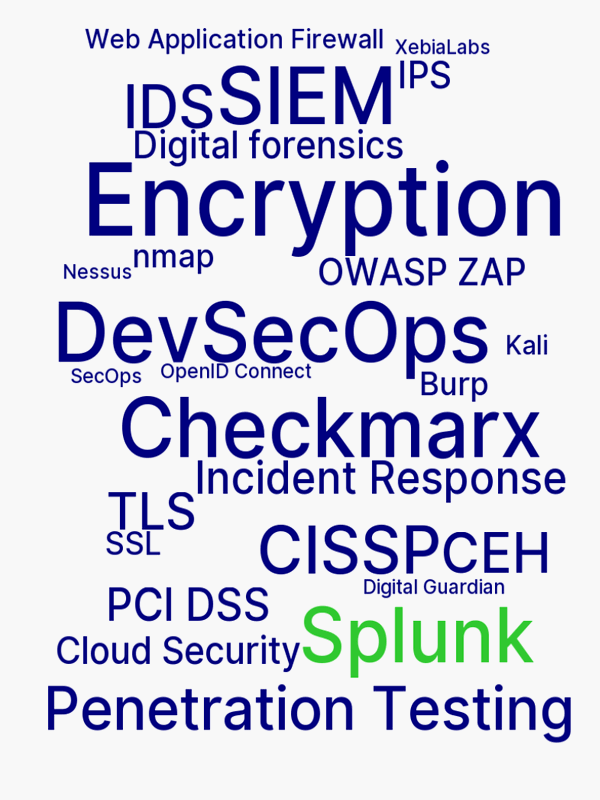 Web Application Firewall
XebiaLabs
IDS
SIEM
IPS
Digital forensics
Encryption
nmap
Nessus
OWASP ZAP
DevSecOps
Kali
SecOps
OpenID Connect
Burp
Checkmarx
Incident Response
TLS
SSL
CISSP
CEH
Digital Guardian
PCI DSS
Splunk
Cloud Security
Penetration Testing